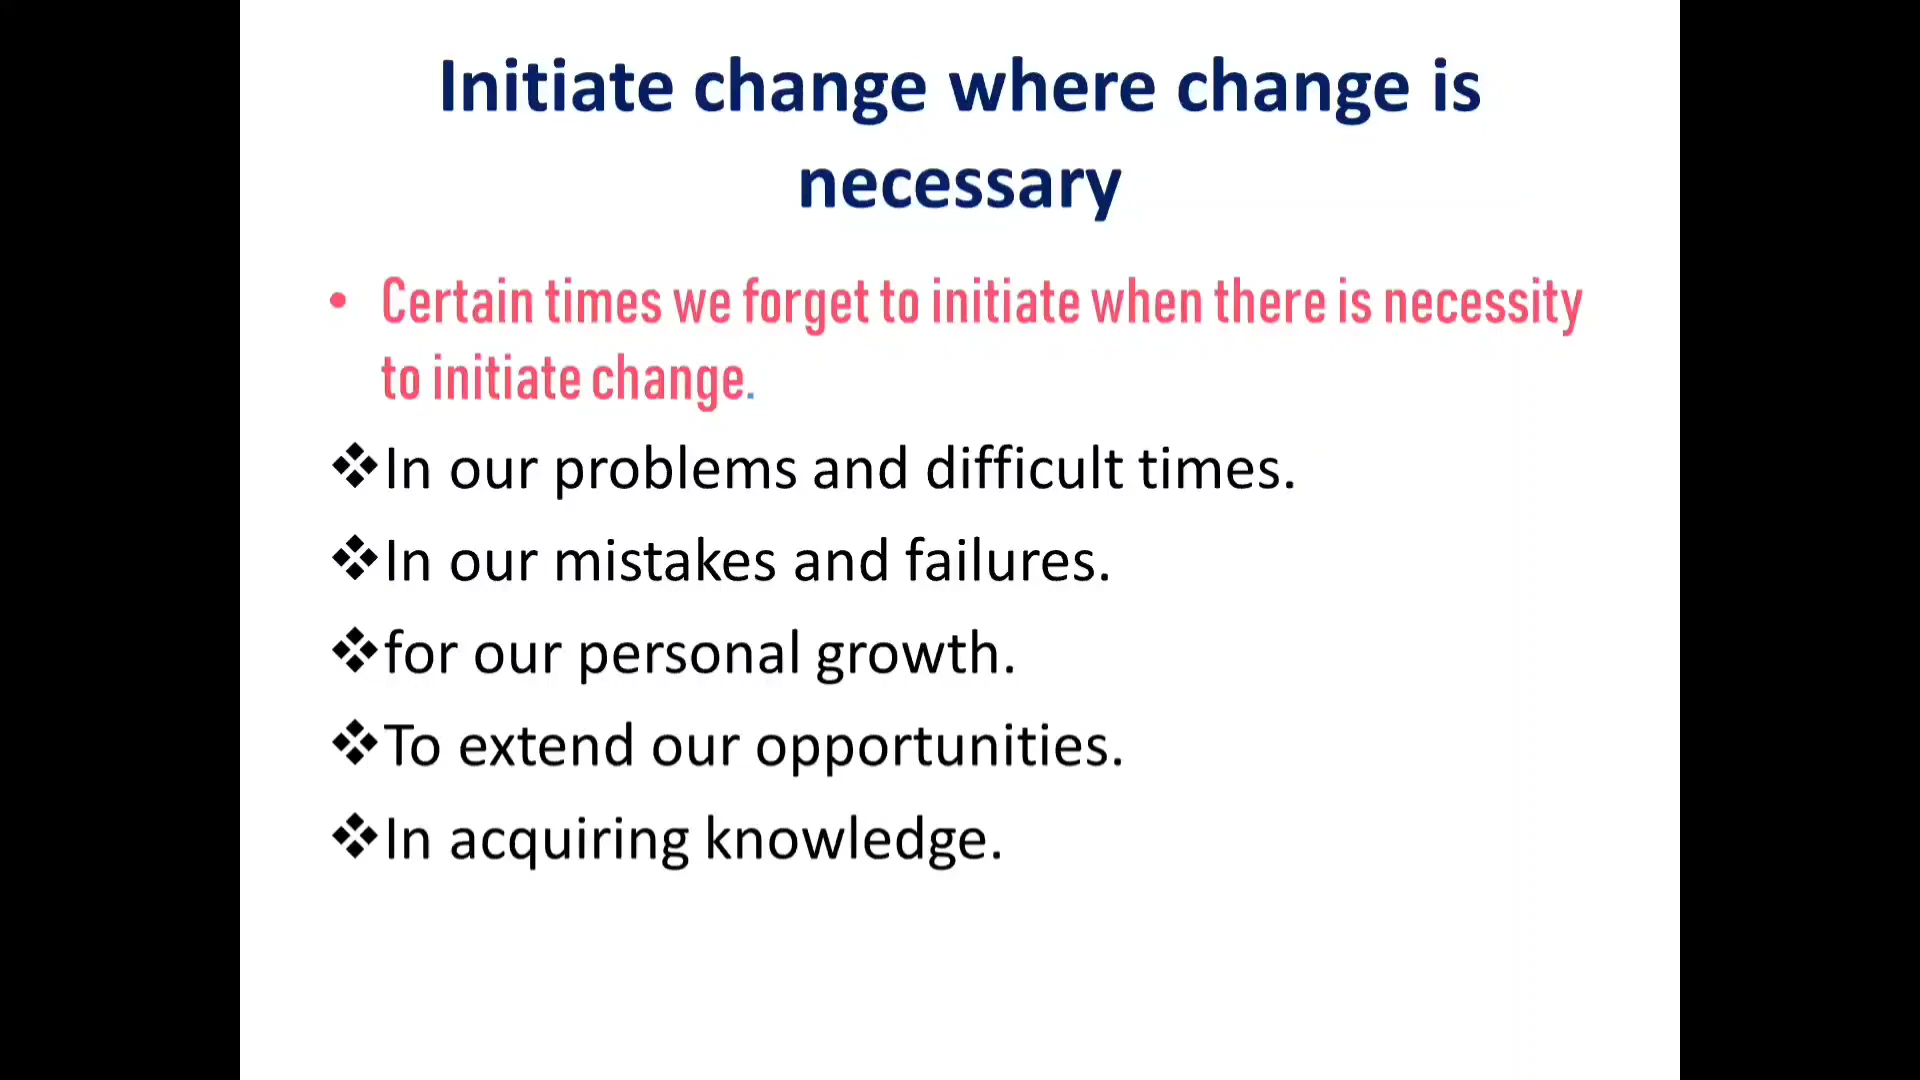 Initiate change where change is
necessary
• Certain times we forget to initiate when there is necessity
to initiate change.
❖In our problems and difficult times.
❖In our mistakes and failures.
❖for our personal growth.
❖To extend our opportunities.
❖In acquiring knowledge.